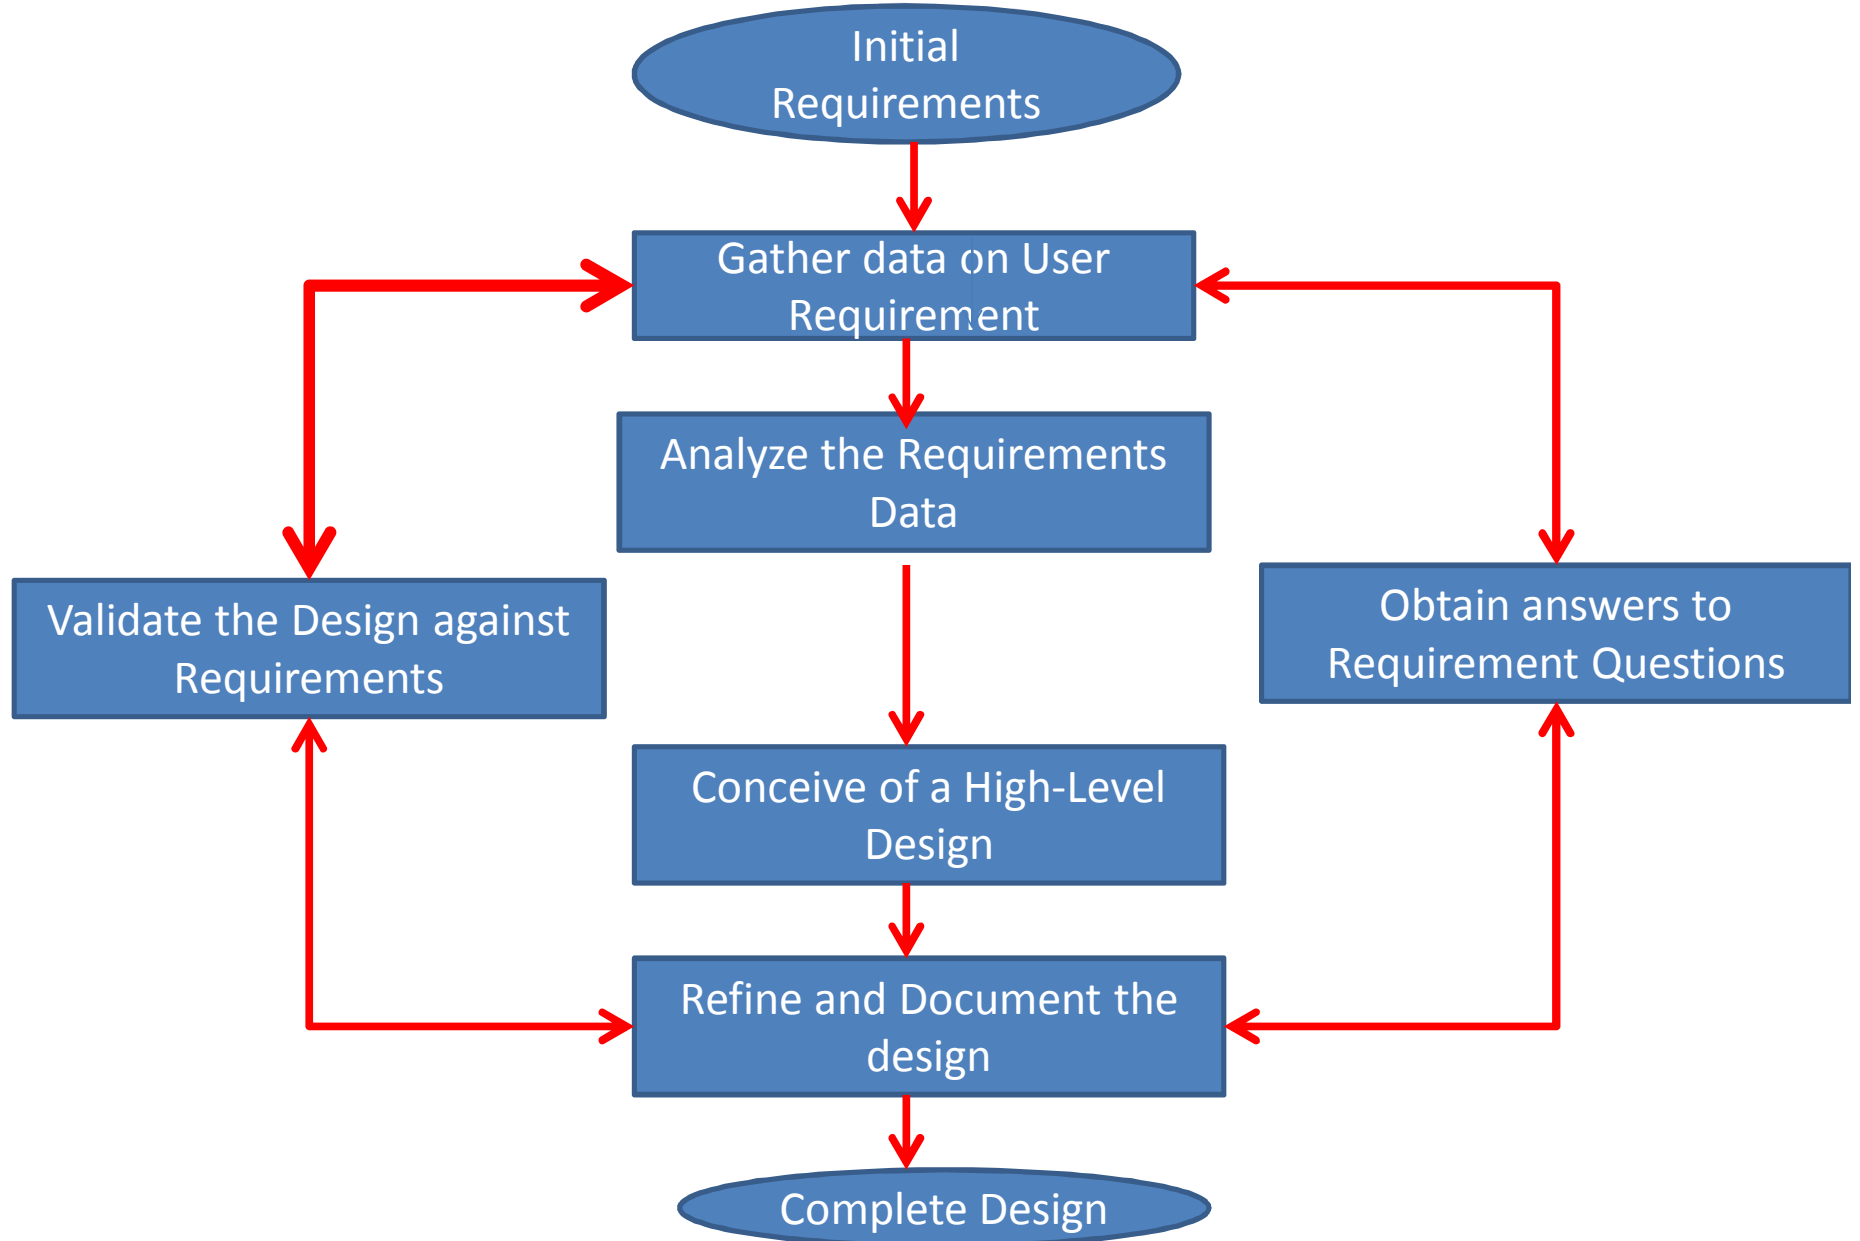 Initial
Requirements
Gather data on User
Requirement
Analyze the Requirements
Data
Validate the Design against
Requirements
Obtain answers to
Requirement Questions
Conceive of a High-Level
Design
Refine and Document the
design
Complete Design